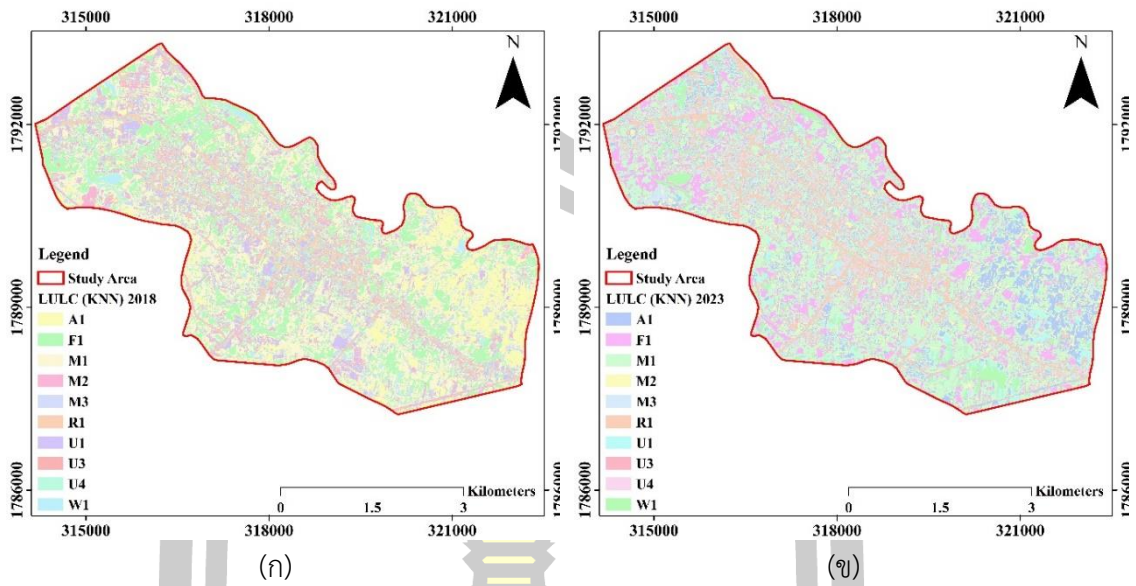 315000 318000 321000
N
1792000 1792000
1789000 1789000
1786000 1786000
Legend
Study Area
LULC (KNN) 2018
A1
F1
M1
M2
M3
R1
U1
U3
U4
W1
Kilometers
0 1.5 3
315000 318000 321000
(ก)
315000 318000 321000
N
1792000
1789000
1786000
Legend
Study Area
LULC (KNN) 2023
A1
F1
M1
M2
M3
R1
U1
U3
U4
W1
Kilometers
0 1.5 3
315000 318000 321000
(ข)